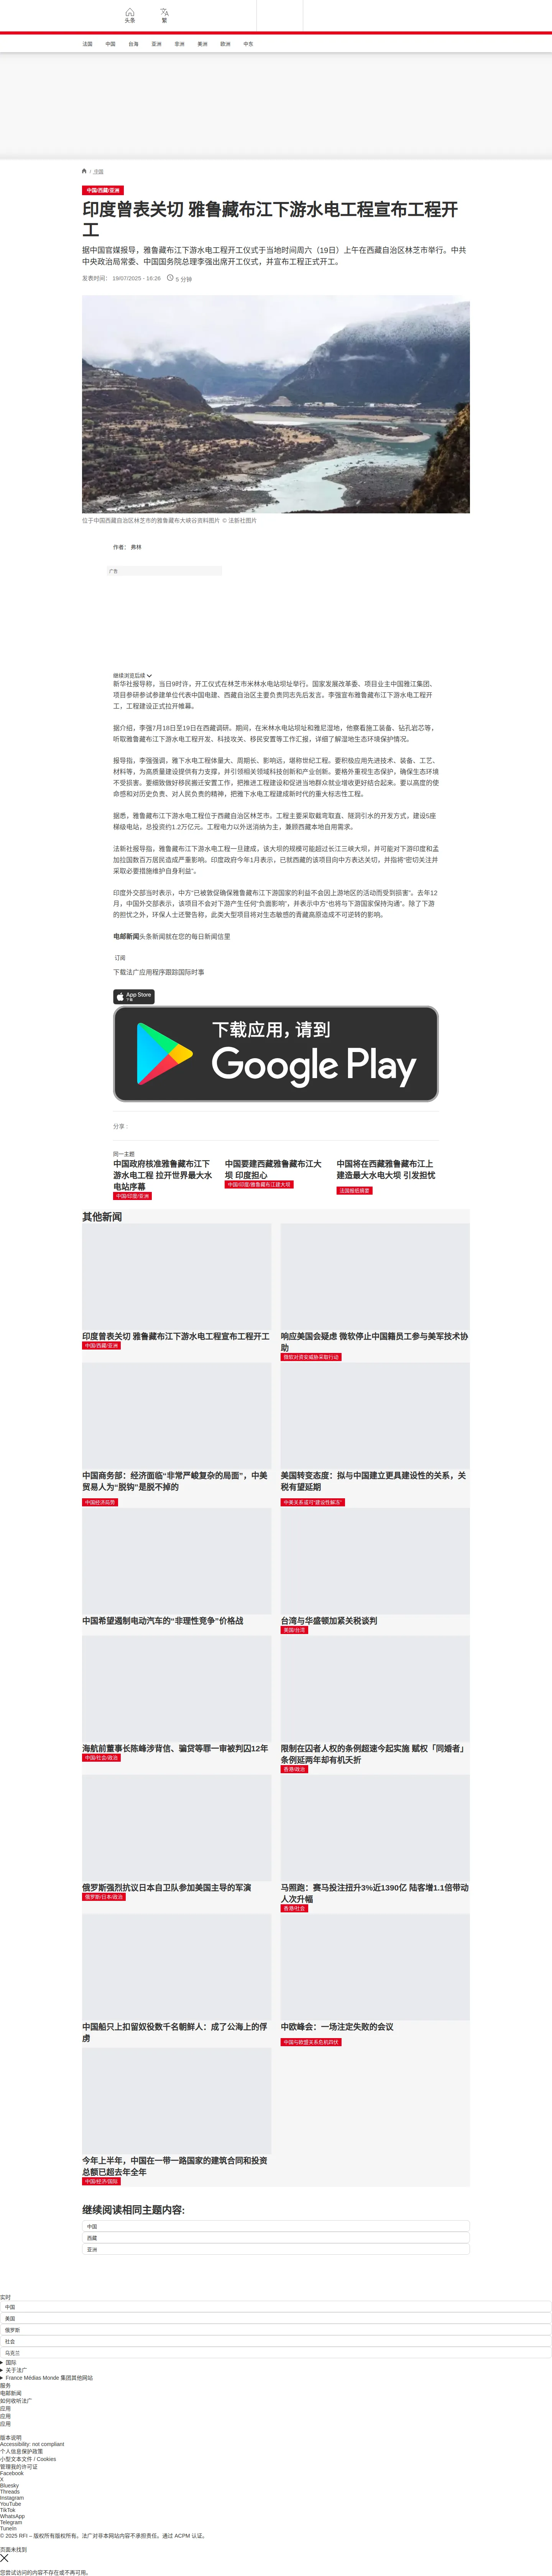 头条
繁
法国
中国
台海
亚洲
非洲
美洲
欧洲
中东
/ 中国
中国/西藏/亚洲
印度曾表关切 雅鲁藏布江下游水电工程宣布工程开
工
据中国官媒报导，雅鲁藏布江下游水电工程开工仪式于当地时间周六（19日）上午在西藏自治区林芝市举行。中共
中央政治局常委、中国国务院总理李强出席开工仪式，并宣布工程正式开工。
发表时间： 19/07/2025 - 16:26 5 分钟
位于中国西藏自治区林芝市的雅鲁藏布大峡谷资料图片 © 法新社图片
作者： 弗林
广告
继续浏览后续
新华社报导称，当日9时许，开工仪式在林芝市米林水电站坝址举行。国家发展改革委、项目业主中国雅江集团、
项目参研参试参建单位代表中国电建、西藏自治区主要负责同志先后发言。李强宣布雅鲁藏布江下游水电工程开
工，工程建设正式拉开帷幕。
据介绍，李强7月18日至19日在西藏调研。期间，在米林水电站坝址和雅尼湿地，他察看施工装备、钻孔岩芯等，
听取雅鲁藏布江下游水电工程开发、科技攻关、移民安置等工作汇报，详细了解湿地生态环境保护情况。
报导指，李强强调，雅下水电工程体量大、周期长、影响远，堪称世纪工程。要积极应用先进技术、装备、工艺、
材料等，为高质量建设提供有力支撑，并引领相关领域科技创新和产业创新。要格外重视生态保护，确保生态环境
不受损害。要细致做好移民搬迁安置工作，把推进工程建设和促进当地群众就业增收更好结合起来。要以高度的使
命感和对历史负责、对人民负责的精神，把雅下水电工程建成新时代的重大标志性工程。
据悉，雅鲁藏布江下游水电工程位于西藏自治区林芝市。工程主要采取截弯取直、隧洞引水的开发方式，建设5座
梯级电站，总投资约1.2万亿元。工程电力以外送消纳为主，兼顾西藏本地自用需求。
法新社报导指，雅鲁藏布江下游水电工程一旦建成，该大坝的规模可能超过长江三峡大坝，并可能对下游印度和孟
加拉国数百万居民造成严重影响。印度政府今年1月表示，已就西藏的该项目向中方表达关切，并指将“密切关注并
采取必要措施维护自身利益”。
印度外交部当时表示，中方“已被敦促确保雅鲁藏布江下游国家的利益不会因上游地区的活动而受到损害”。去年12
月，中国外交部表示，该项目不会对下游产生任何“负面影响”，并表示中方“也将与下游国家保持沟通”。除了下游
的担忧之外，环保人士还警告称，此类大型项目将对生态敏感的青藏高原造成不可逆转的影响。
电邮新闻头条新闻就在您的每日新闻信里
订阅
下载法广应用程序跟踪国际时事
App Store
下载
下载应用，请到
Google Play
分享 :
同一主题
中国政府核准雅鲁藏布江下
游水电工程 拉开世界最大水
电站序幕
中国/印度/亚洲
中国要建西藏雅鲁藏布江大
坝 印度担心
中国/印度/雅鲁藏布江建大坝
中国将在西藏雅鲁藏布江上
建造最大水电大坝 引发担忧
法国报纸摘要
其他新闻
印度曾表关切 雅鲁藏布江下游水电工程宣布工程开工
中国/西藏/亚洲
响应美国会疑虑 微软停止中国籍员工参与美军技术协
助
微软对资安威胁采取行动
中国商务部：经济面临“非常严峻复杂的局面”，中美
贸易人为“脱钩”是脱不掉的
中国经济局势
美国转变态度：拟与中国建立更具建设性的关系，关
税有望延期
中美关系或可“建设性解冻”
中国希望遏制电动汽车的“非理性竞争”价格战
台湾与华盛顿加紧关税谈判
美国/台湾
海航前董事长陈峰涉背信、骗贷等罪一审被判囚12年
中国/社会/政治
限制在囚者人权的条例超速今起实施 赋权「同婚者」
条例延两年却有机夭折
香港/政治
俄罗斯强烈抗议日本自卫队参加美国主导的军演
俄罗斯/日本/政治
马照跑：赛马投注扭升3%近1390亿 陆客增1.1倍带动
人次升幅
香港/社会
中国船只上扣留奴役数千名朝鲜人：成了公海上的俘
虏
中欧峰会：一场注定失败的会议
中国与欧盟关系危机四伏
今年上半年，中国在一带一路国家的建筑合同和投资
总额已超去年全年
中国/经济/国际
继续阅读相同主题内容:
中国
西藏
亚洲
实时
中国
美国
俄罗斯
社会
乌克兰
国际
关于法广
France Médias Monde 集团其他网站
服务
电邮新闻
如何收听法广
应用
应用
应用
版本说明
Accessibility: not compliant
个人信息保护政策
小型文本文件 / Cookies
管理我的许可证
Facebook
X
Bluesky
Threads
Instagram
YouTube
TikTok
WhatsApp
Telegram
TuneIn
© 2025 RFI – 版权所有版权所有。法广对非本网站内容不承担责任。通过 ACPM 认证。
页面未找到
您尝试访问的内容不存在或不再可用。